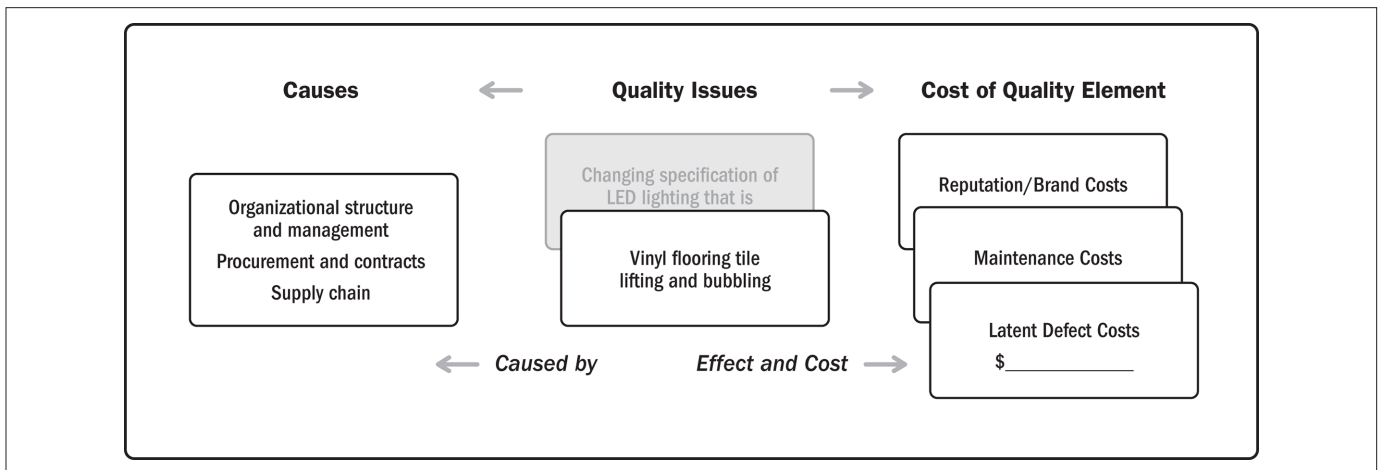 Causes
Quality Issues
Cost of Quality Element
Organizational structure
and management
Procurement and contracts
Supply chain
Changing specification of
LED lighting that is
Vinyl flooring tile
lifting and bubbling
Reputation/Brand Costs
Maintenance Costs
Latent Defect Costs
$____________
Caused by
Effect and Cost